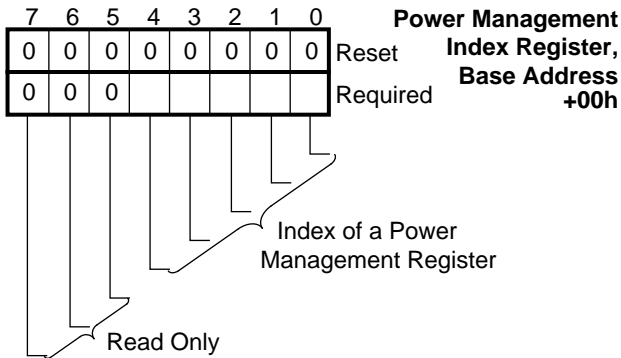 7 6 5 4 3 2 1 0
Power Management
Index Register,
Base Address
+00h
0 0 0 0 0 0 0 0 Reset
0 0 0 Required
Index of a Power
Management Register
Read Only